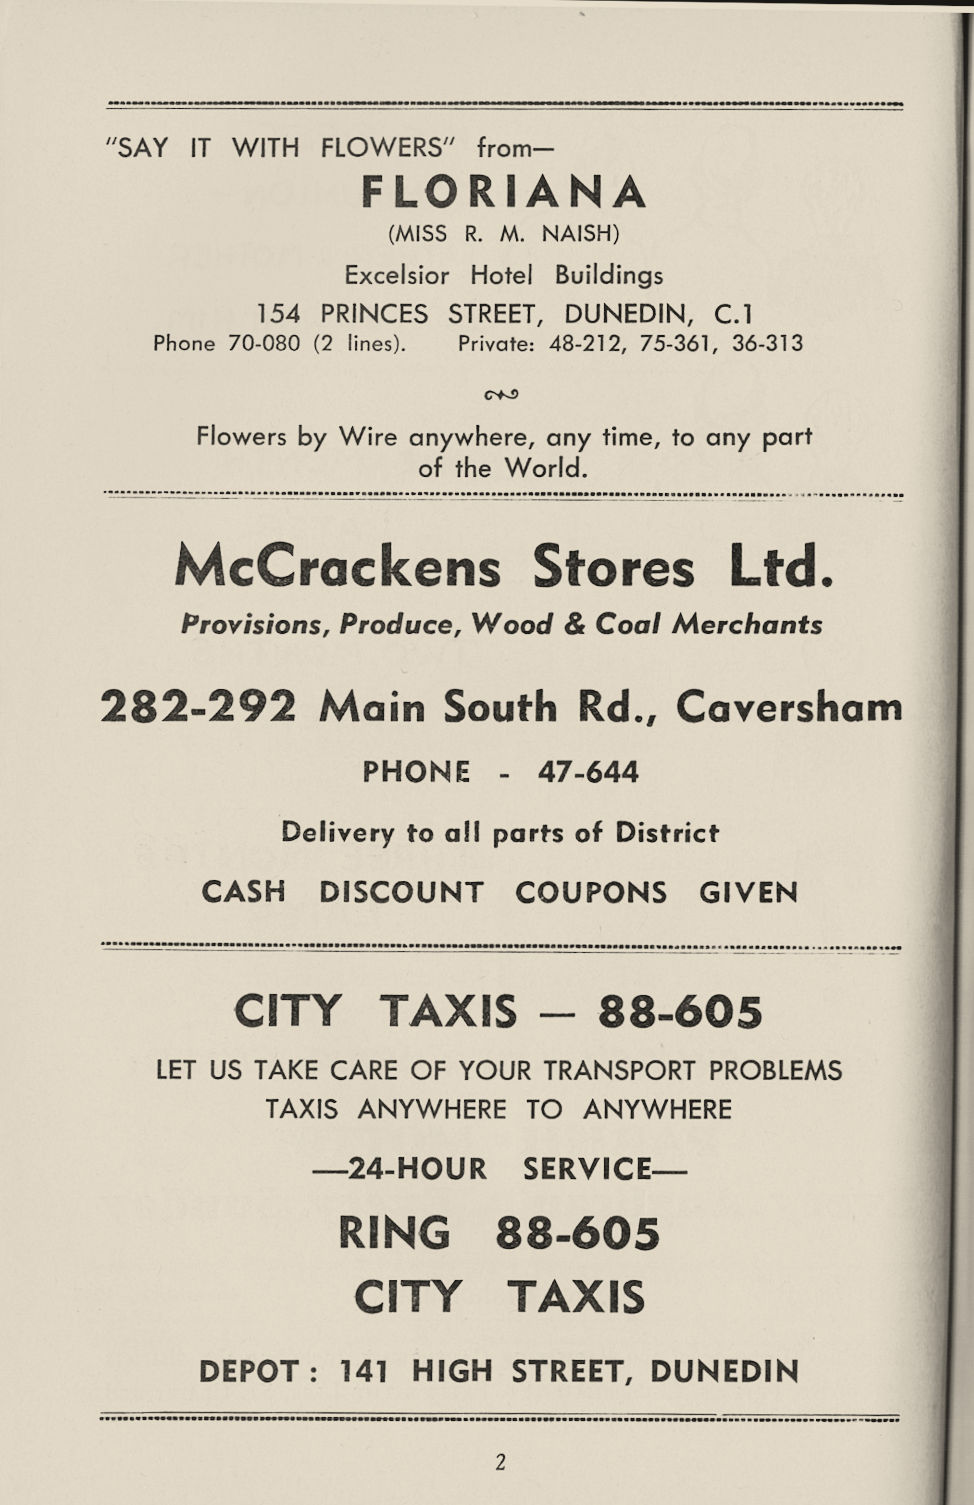 "SAY IT WITH FLOWERS" from—
FLORIANA
(MISS R. M. NAISH)
Excelsior Hotel Buildings
154 PRINCES STREET, DUNEDIN, C.1
Phone 70-080 (2 lines). Private: 48-212, 75-361, 36-313
Flowers by Wire anywhere, any time, to any part
of the World.
McCrackens Stores Ltd.
Provisions, Produce, Wood & Coal Merchants
282-292 Main South Rd., Caversham
PHONE - 47-644
Delivery to all parts of District
CASH DISCOUNT COUPONS GIVEN
CITY TAXIS — 88-605
LET US TAKE CARE OF YOUR TRANSPORT PROBLEMS
TAXIS ANYWHERE TO ANYWHERE
—24-HOUR SERVICE—
RING 88-605
CITY TAXIS
DEPOT : 141 HIGH STREET, DUNEDIN
2